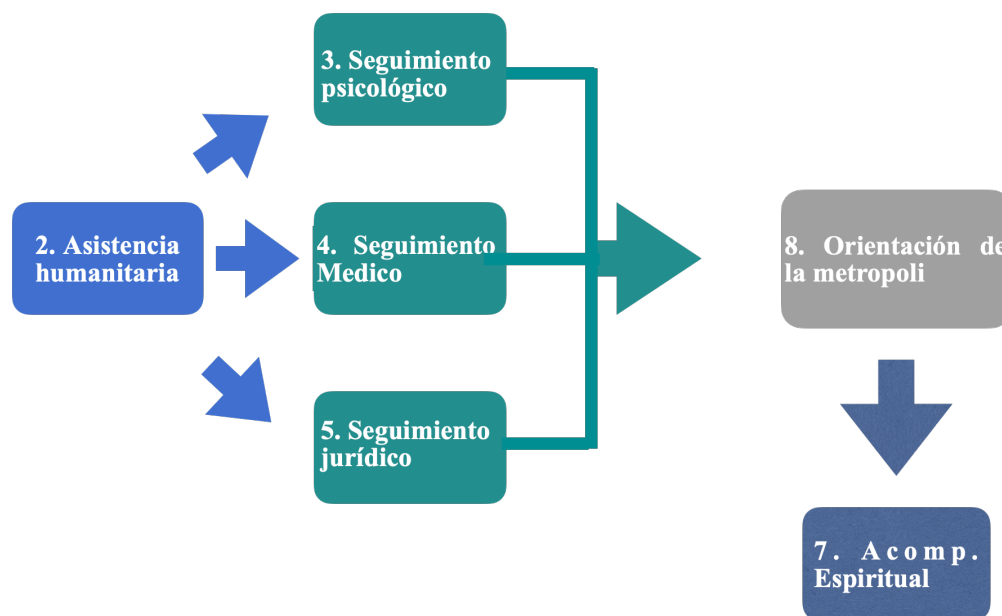 3. Seguimiento
psicológico
2. Asistencia
humanitaria
4. Seguimiento
Medico
8. Orientación de
la metropoli
5. Seguimiento
jurídico
7. Acomp.
Espiritual